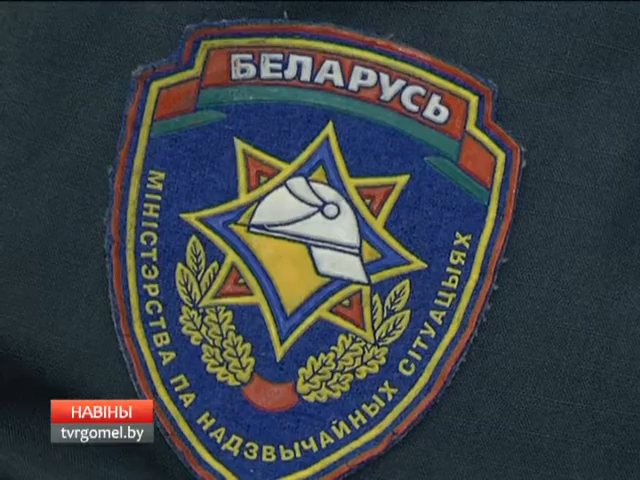 БЕЛАРУСЬ
МІНІСТЭРСТВА ПА НАДЗВЫЧАЙНЫХ СІТУАЦЫЯХ
НАВІНЫ
tvrgomel.by